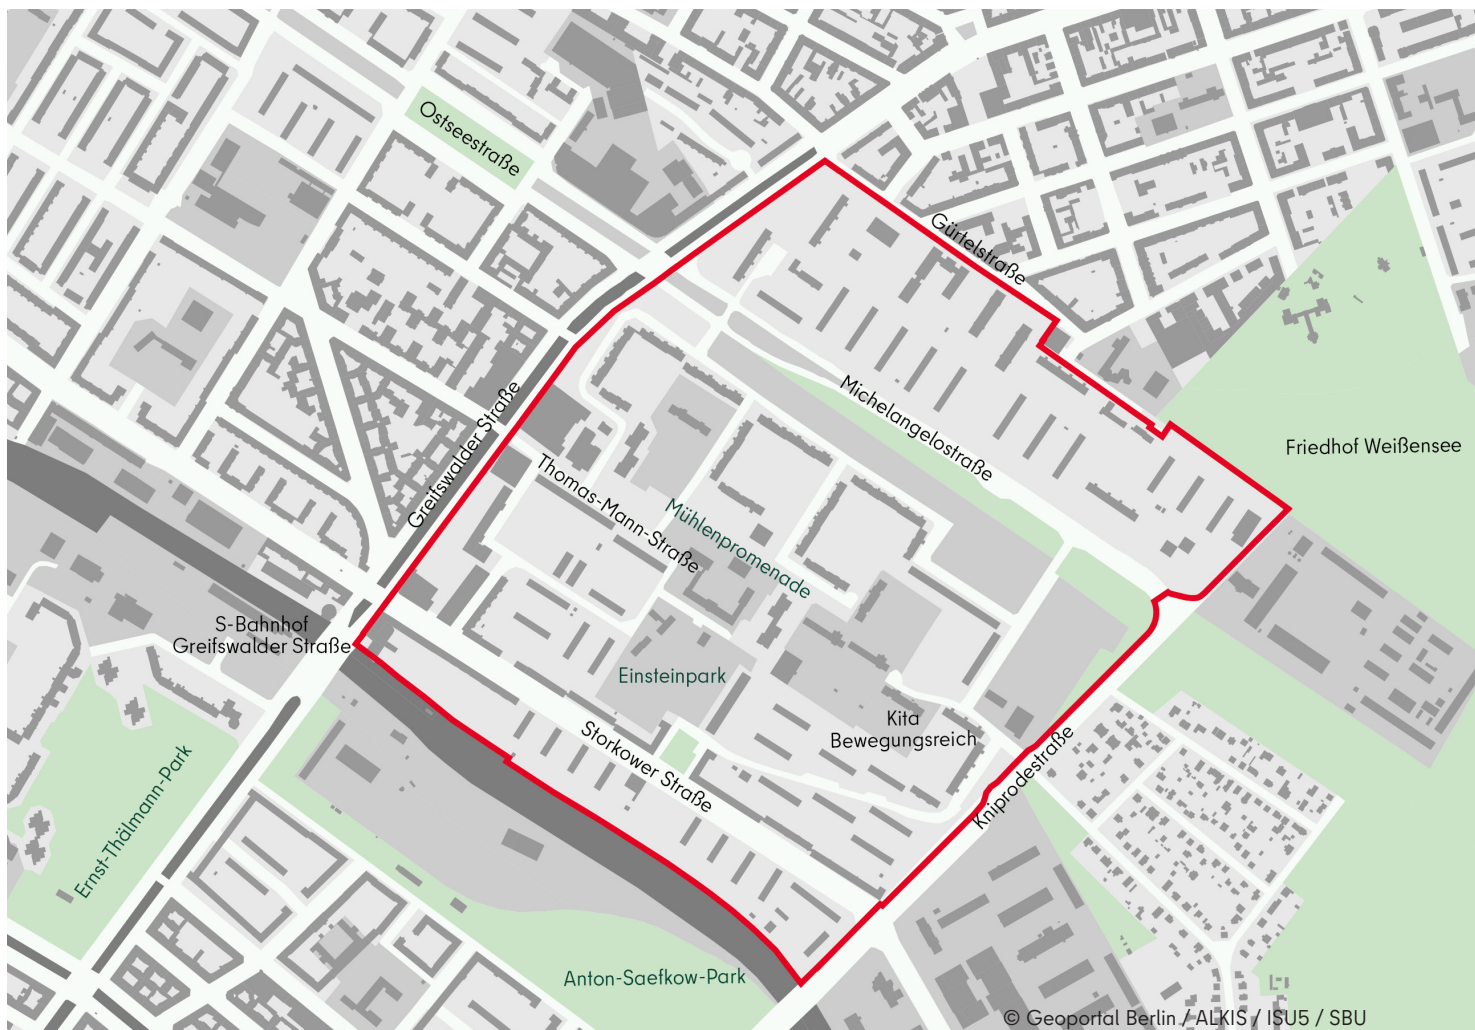 Ostseestraße
Gürtelstraße
Michelangelostraße
Friedhof Weißensee
Greifswalder Straße
Thomas-Mann-Straße
Mühlenpromenade
S-Bahnhof
Greifswalder Straße
Einsteinpark
Kita
Bewegungsreich
Storkower Straße
Kniprodestraße
Ernst-Thälmann-Park
Anton-Saefkow-Park
© Geoportal Berlin / ALKIS / ISU5 / SBU